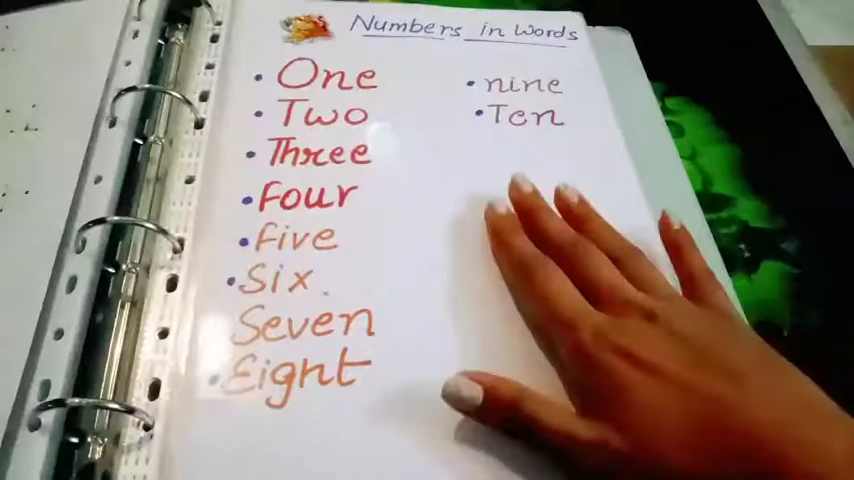 Numbers in Words
• One
• Two
• Three
• Four
• five
• Six
Seven
• Eight
• nine
• Ten